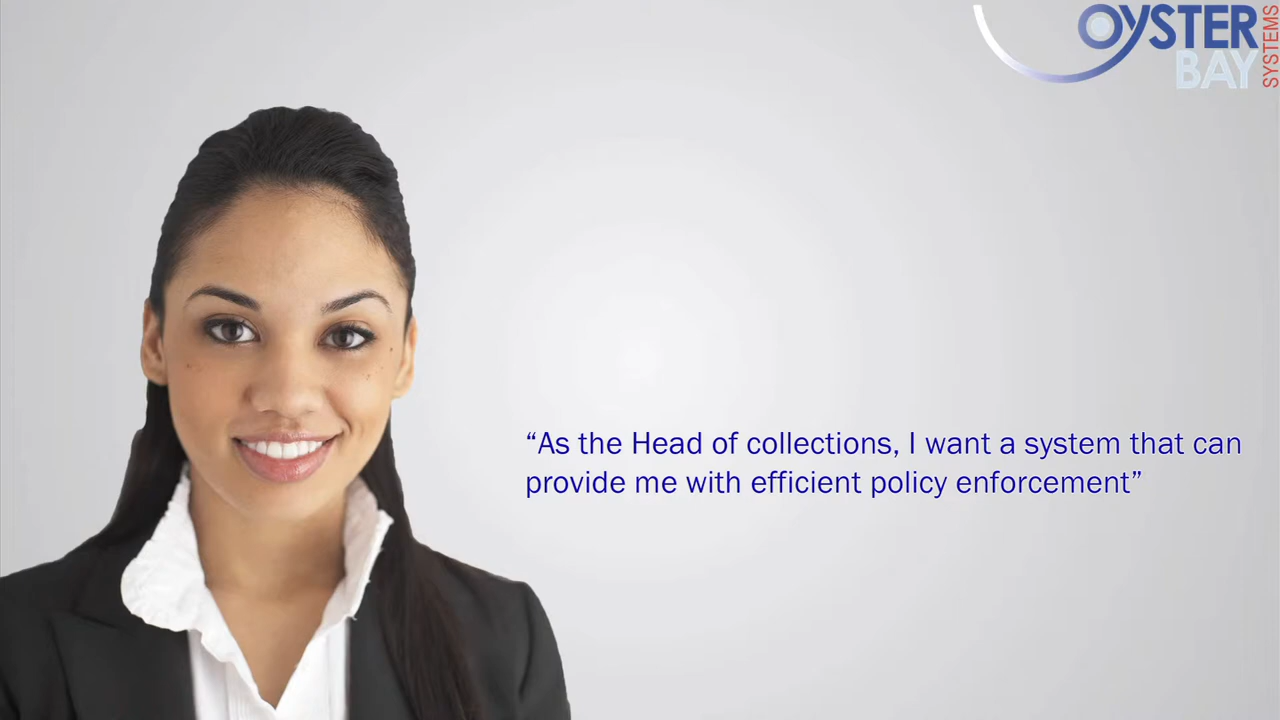 OYSTER
BAY
SYSTEMS
“As the Head of collections, I want a system that can
provide me with efficient policy enforcement”